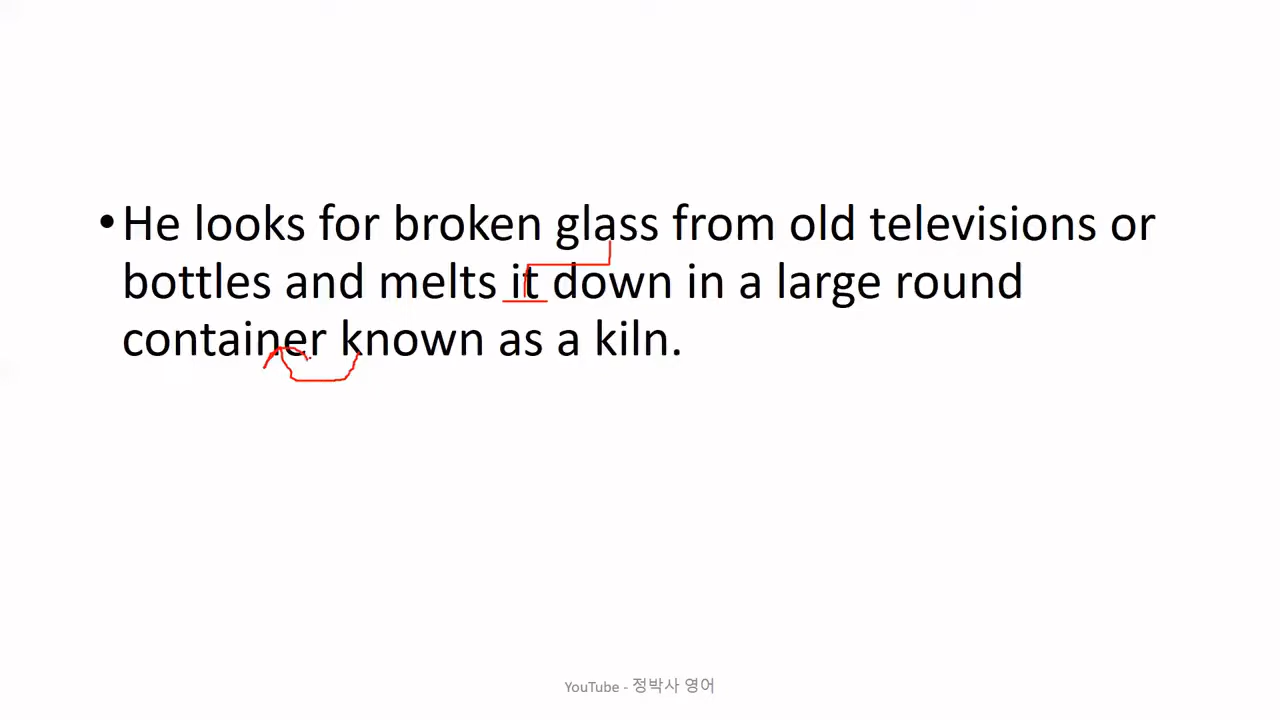 •He looks for broken glass from old televisions or
bottles and melts it down in a large round
container known as a kiln.
YouTube - 정박사 영어